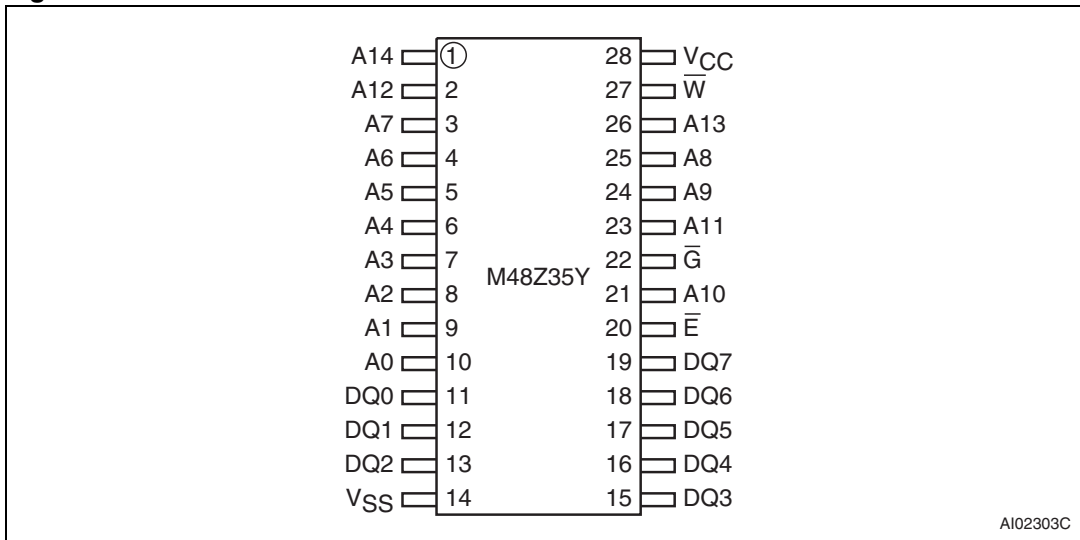 A14 1 28 VCC
A12 2 27 W̅
A7 3 26 A13
A6 4 25 A8
A5 5 24 A9
A4 6 23 A11
A3 7 22 G̅
M48Z35Y
A2 8 21 A10
A1 9 20 E̅
A0 10 19 DQ7
DQ0 11 18 DQ6
DQ1 12 17 DQ5
DQ2 13 16 DQ4
VSS 14 15 DQ3
AI02303C